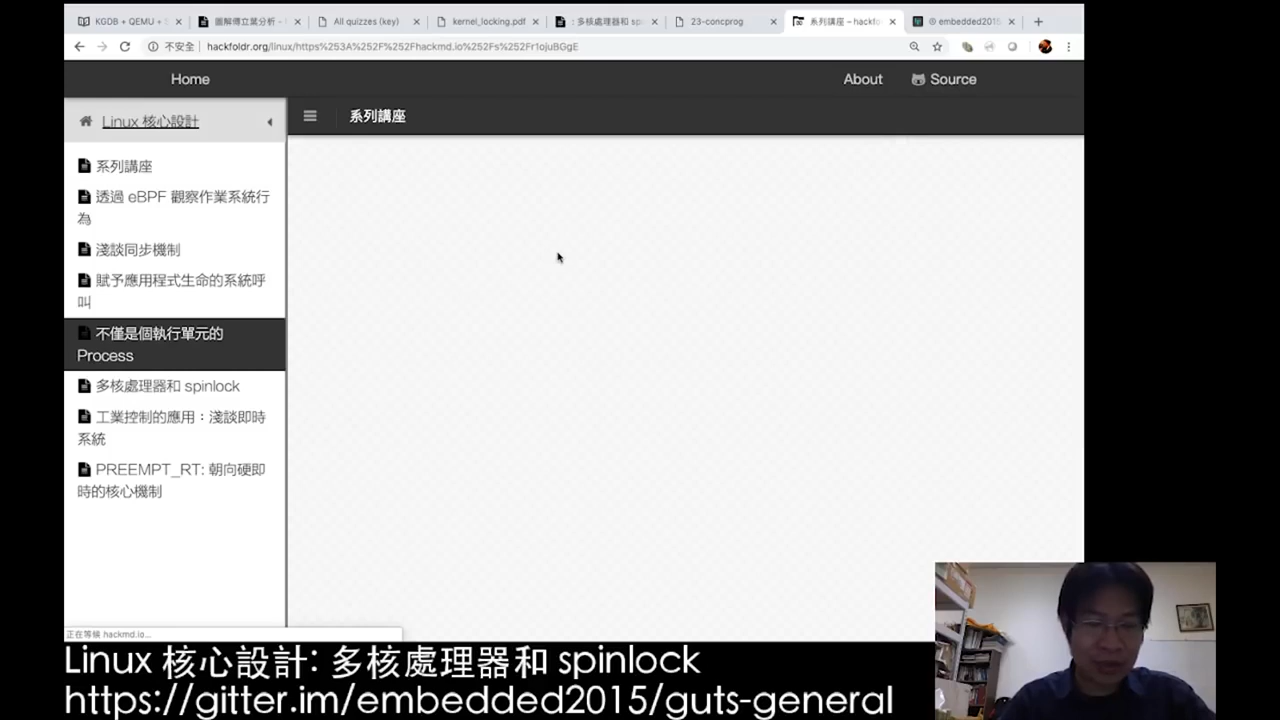 KGDB + QEMU + S
圖解傅立葉分析 -
All quizzes (key)
kernel_locking.pdf
: 多核處理器和 sp
23-concprog
系列講座 – hackfo
embedded2015
不安全 | hackfoldr.org/linux/https%253A%252F%252Fhackmd.io%252Fs%252Fr1ojuBGgE
Home
About
Source
Linux 核心設計
系列講座
系列講座
透過 eBPF 觀察作業系統行
為
淺談同步機制
賦予應用程式生命的系統呼
叫
不僅是個執行單元的
Process
多核處理器和 spinlock
工業控制的應用：淺談即時
系統
PREEMPT_RT: 朝向硬即
時的核心機制
正在等候 hackmd.io...
Linux 核心設計: 多核處理器和 spinlock
https://gitter.im/embedded2015/guts-general